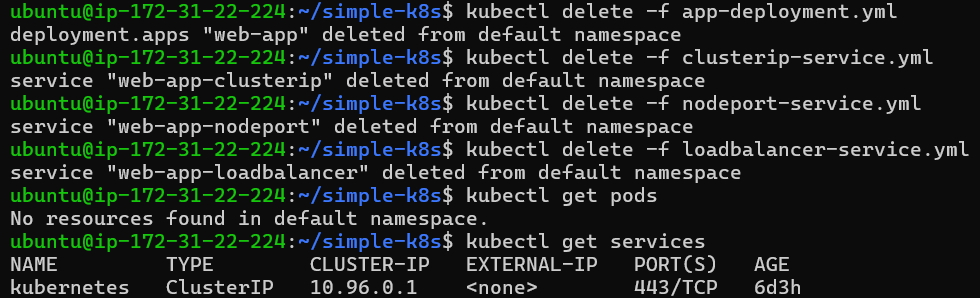 ubuntu@ip-172-31-22-224:~/simple-k8s$ kubectl delete -f app-deployment.yml
deployment.apps "web-app" deleted from default namespace
ubuntu@ip-172-31-22-224:~/simple-k8s$ kubectl delete -f clusterip-service.yml
service "web-app-clusterip" deleted from default namespace
ubuntu@ip-172-31-22-224:~/simple-k8s$ kubectl delete -f nodeport-service.yml
service "web-app-nodeport" deleted from default namespace
ubuntu@ip-172-31-22-224:~/simple-k8s$ kubectl delete -f loadbalancer-service.yml
service "web-app-loadbalancer" deleted from default namespace
ubuntu@ip-172-31-22-224:~/simple-k8s$ kubectl get pods
No resources found in default namespace.
ubuntu@ip-172-31-22-224:~/simple-k8s$ kubectl get services
NAME         TYPE        CLUSTER-IP   EXTERNAL-IP   PORT(S)   AGE
kubernetes   ClusterIP   10.96.0.1    <none>        443/TCP   6d3h